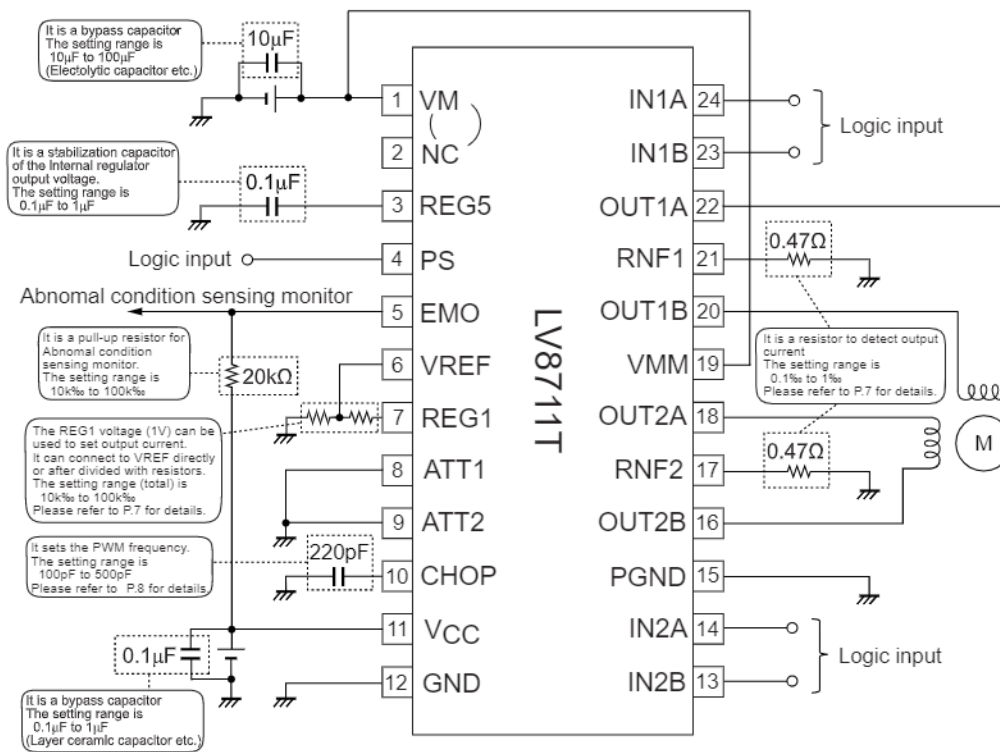 It is a bypass capacitor
The setting range is
10µF to 100µF
(Electolytic capacitor etc.)
10µF
It is a stabilization capacitor
of the Internal regulator
output voltage.
The setting range is
0.1µF to 1µF
0.1µF
Logic input
Abnomal condition sensing monitor
It is a pull-up resistor for
Abnomal condition
sensing monitor.
The setting range is
10k‰ to 100k‰
20kΩ
The REG1 voltage (1V) can be
used to set output current.
It can connect to VREF directly
or after divided with resistors.
The setting range (total) is
10k‰ to 100k‰
Please refer to P.7 for details.
It sets the PWM frequency.
The setting range is
100pF to 500pF
Please refer to P.8 for details
220pF
0.1µF
It is a bypass capacitor
The setting range is
0.1µF to 1µF
(Layer ceramic capacitor etc.)
1 VM
2 NC
3 REG5
4 PS
5 EMO
6 VREF
7 REG1
8 ATT1
9 ATT2
10 CHOP
11 VCC
12 GND
LV8711T
IN1A 24
IN1B 23
OUT1A 22
RNF1 21
OUT1B 20
VMM 19
OUT2A 18
RNF2 17
OUT2B 16
PGND 15
IN2A 14
IN2B 13
Logic input
0.47Ω
It is a resistor to detect output
current
The setting range is
0.1‰ to 1‰
Please refer to P.7 for details.
0.47Ω
M
Logic input